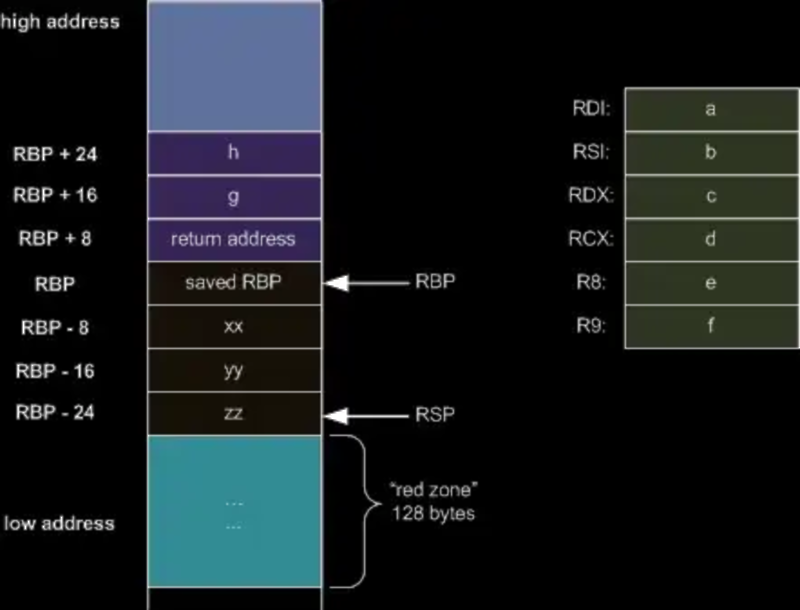 high address
RBP + 24
h
RBP + 16
g
RBP + 8
return address
RBP
saved RBP
RBP
RBP - 8
xx
RBP - 16
yy
RBP - 24
zz
RSP
...
...
"red zone"
128 bytes
low address
RDI:
a
RSI:
b
RDX:
c
RCX:
d
R8:
e
R9:
f